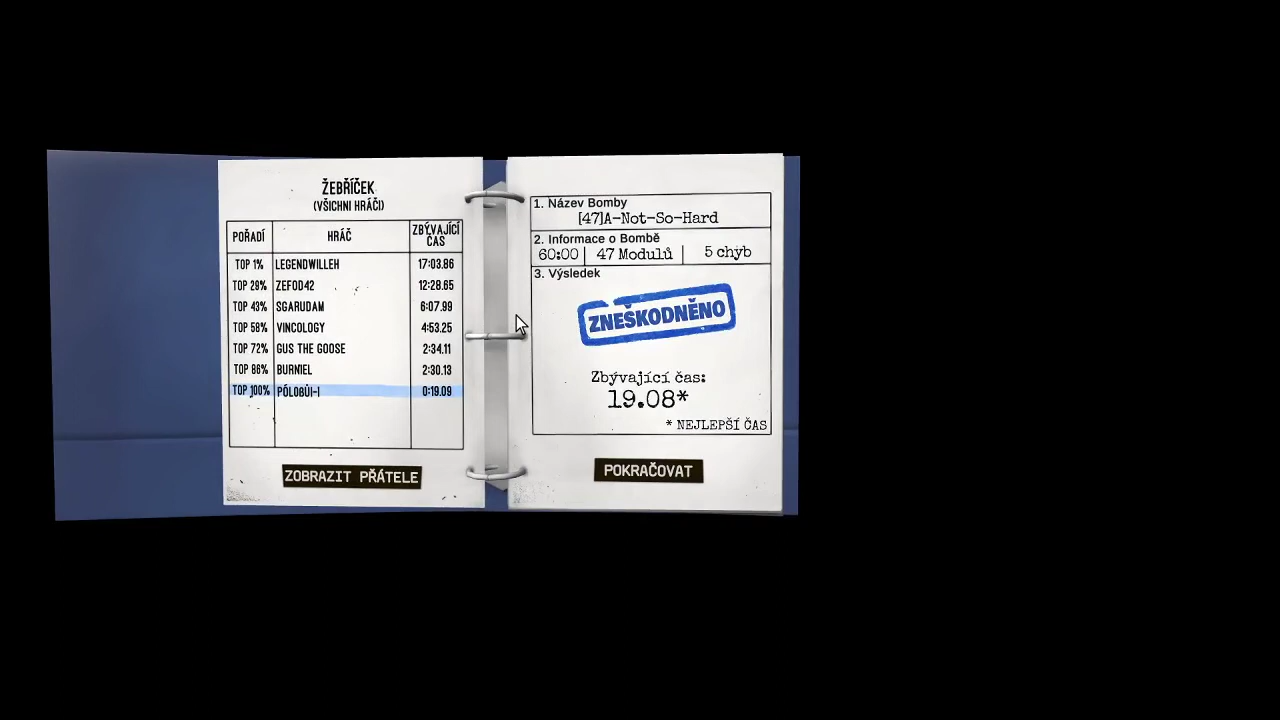 ŽEBŘÍČEK
(VŠICHNI HRÁČI)
POŘADÍ HRÁČ ZBÝVAJÍCÍ ČAS
TOP 1% LEGENDWILLEH 17:03.86
TOP 29% ZEFOD42 12:28.65
TOP 43% SGARUDAM 6:07.99
TOP 58% VINCOLOGY 4:53.25
TOP 72% GUS THE GOOSE 2:34.11
TOP 86% BURNIEL 2:30.13
TOP 100% PÓLOBŮI-I 0:19.09
ZOBRAZIT PŘÁTELE
1. Název Bomby
[47]A-Not-So-Hard
2. Informace o Bombě
60:00 47 Modulů 5 chyb
3. Výsledek
ZNEŠKODNĚNO
Zbývající čas:
19.08*
* NEJLEPŠÍ ČAS
POKRAČOVAT